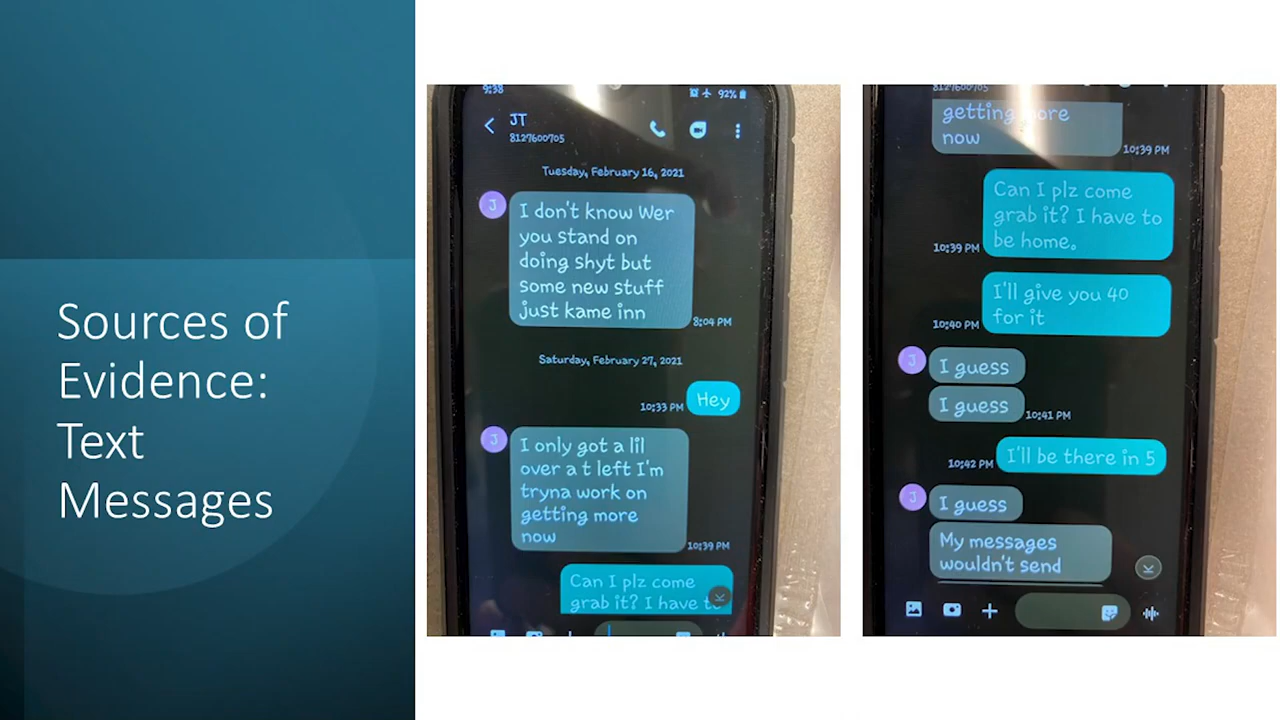 Sources of
Evidence:
Text
Messages
9:38
92%
JT
8127600705
Tuesday, February 16, 2021
J
I don't know Wer
you stand on
doing shyt but
some new stuff
just kame inn
8:04 PM
Saturday, February 27, 2021
10:33 PM
Hey
J
I only got a lil
over a t left I'm
tryna work on
getting more
now
10:39 PM
Can I plz come
grab it? I have to
8127600705
getting more
now
10:39 PM
Can I plz come
grab it? I have to
be home.
10:39 PM
I'll give you 40
for it
10:40 PM
J
I guess
I guess
10:41 PM
10:42 PM
I'll be there in 5
J
I guess
My messages
wouldn't send